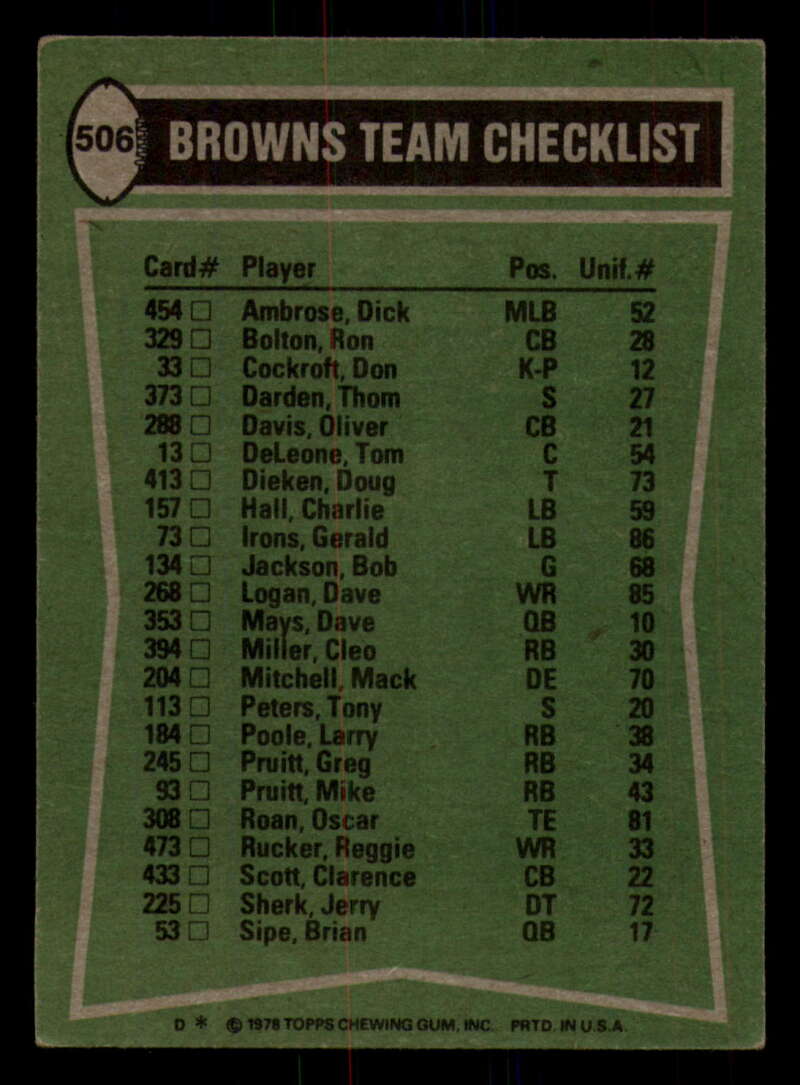 506 BROWNS TEAM CHECKLIST
Card# Player Pos. Unif.#
454 □ Ambrose, Dick MLB 52
329 □ Bolton, Ron CB 28
33 □ Cockroft, Don K-P 12
373 □ Darden, Thom S 27
288 □ Davis, Oliver CB 21
13 □ DeLeone, Tom C 54
413 □ Dieken, Doug T 73
157 □ Hall, Charlie LB 59
73 □ Irons, Gerald LB 86
134 □ Jackson, Bob G 68
268 □ Logan, Dave WR 85
353 □ Mays, Dave QB 10
394 □ Miller, Cleo RB 30
204 □ Mitchell, Mack DE 70
113 □ Peters, Tony S 20
184 □ Poole, Larry RB 38
245 □ Pruitt, Greg RB 34
93 □ Pruitt, Mike RB 43
308 □ Roan, Oscar TE 81
473 □ Rucker, Reggie WR 33
433 □ Scott, Clarence CB 22
225 □ Sherk, Jerry DT 72
53 □ Sipe, Brian QB 17
D * © 1978 TOPPS CHEWING GUM, INC. PRTD. IN U.S.A.